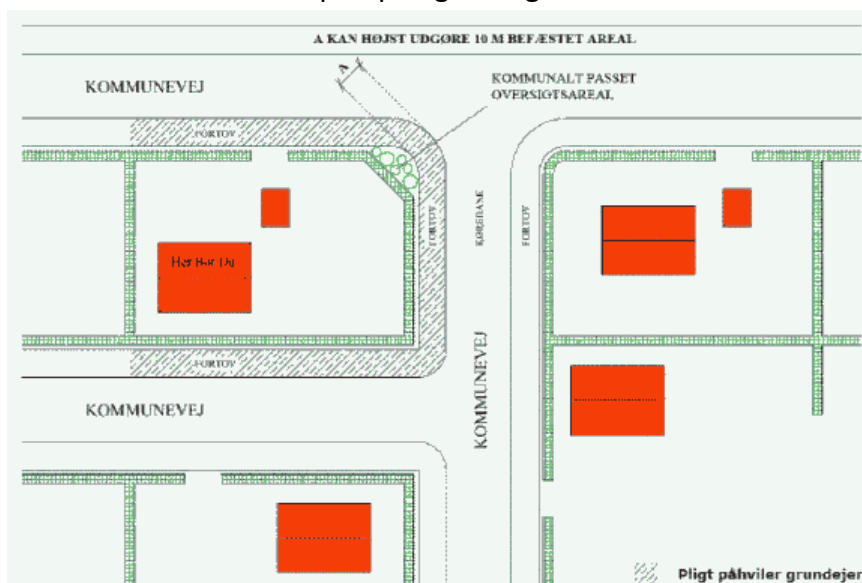 A KAN HØJST UDGØRE 10 M BEFÆSTET AREAL
KOMMUNEVEJ
A
KOMMUNALT PASSET
OVERSIGTSAREAL
FORTOV
FORTOV
KØREBANE
FORTOV
Her Bor Du
KOMMUNEVEJ
FORTOV
KOMMUNEVEJ
Pligt påhviler grundejer